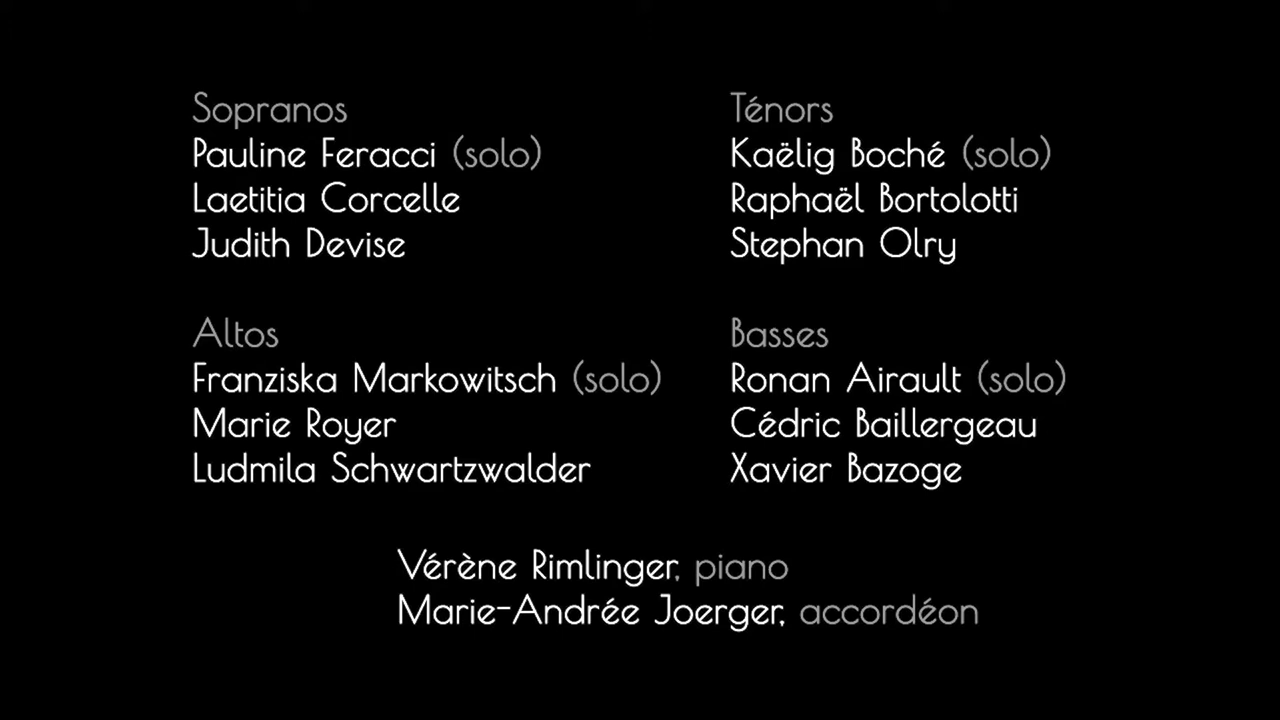 Sopranos
Pauline Feracci (solo)
Laetitia Corcelle
Judith Devise
Altos
Franziska Markowitsch (solo)
Marie Royer
Ludmila Schwartzwalder
Ténors
Kaëlig Boché (solo)
Raphaël Bortolotti
Stephan Olry
Basses
Ronan Airault (solo)
Cédric Baillergeau
Xavier Bazoge
Vérène Rimlinger, piano
Marie-Andrée Joerger, accordéon